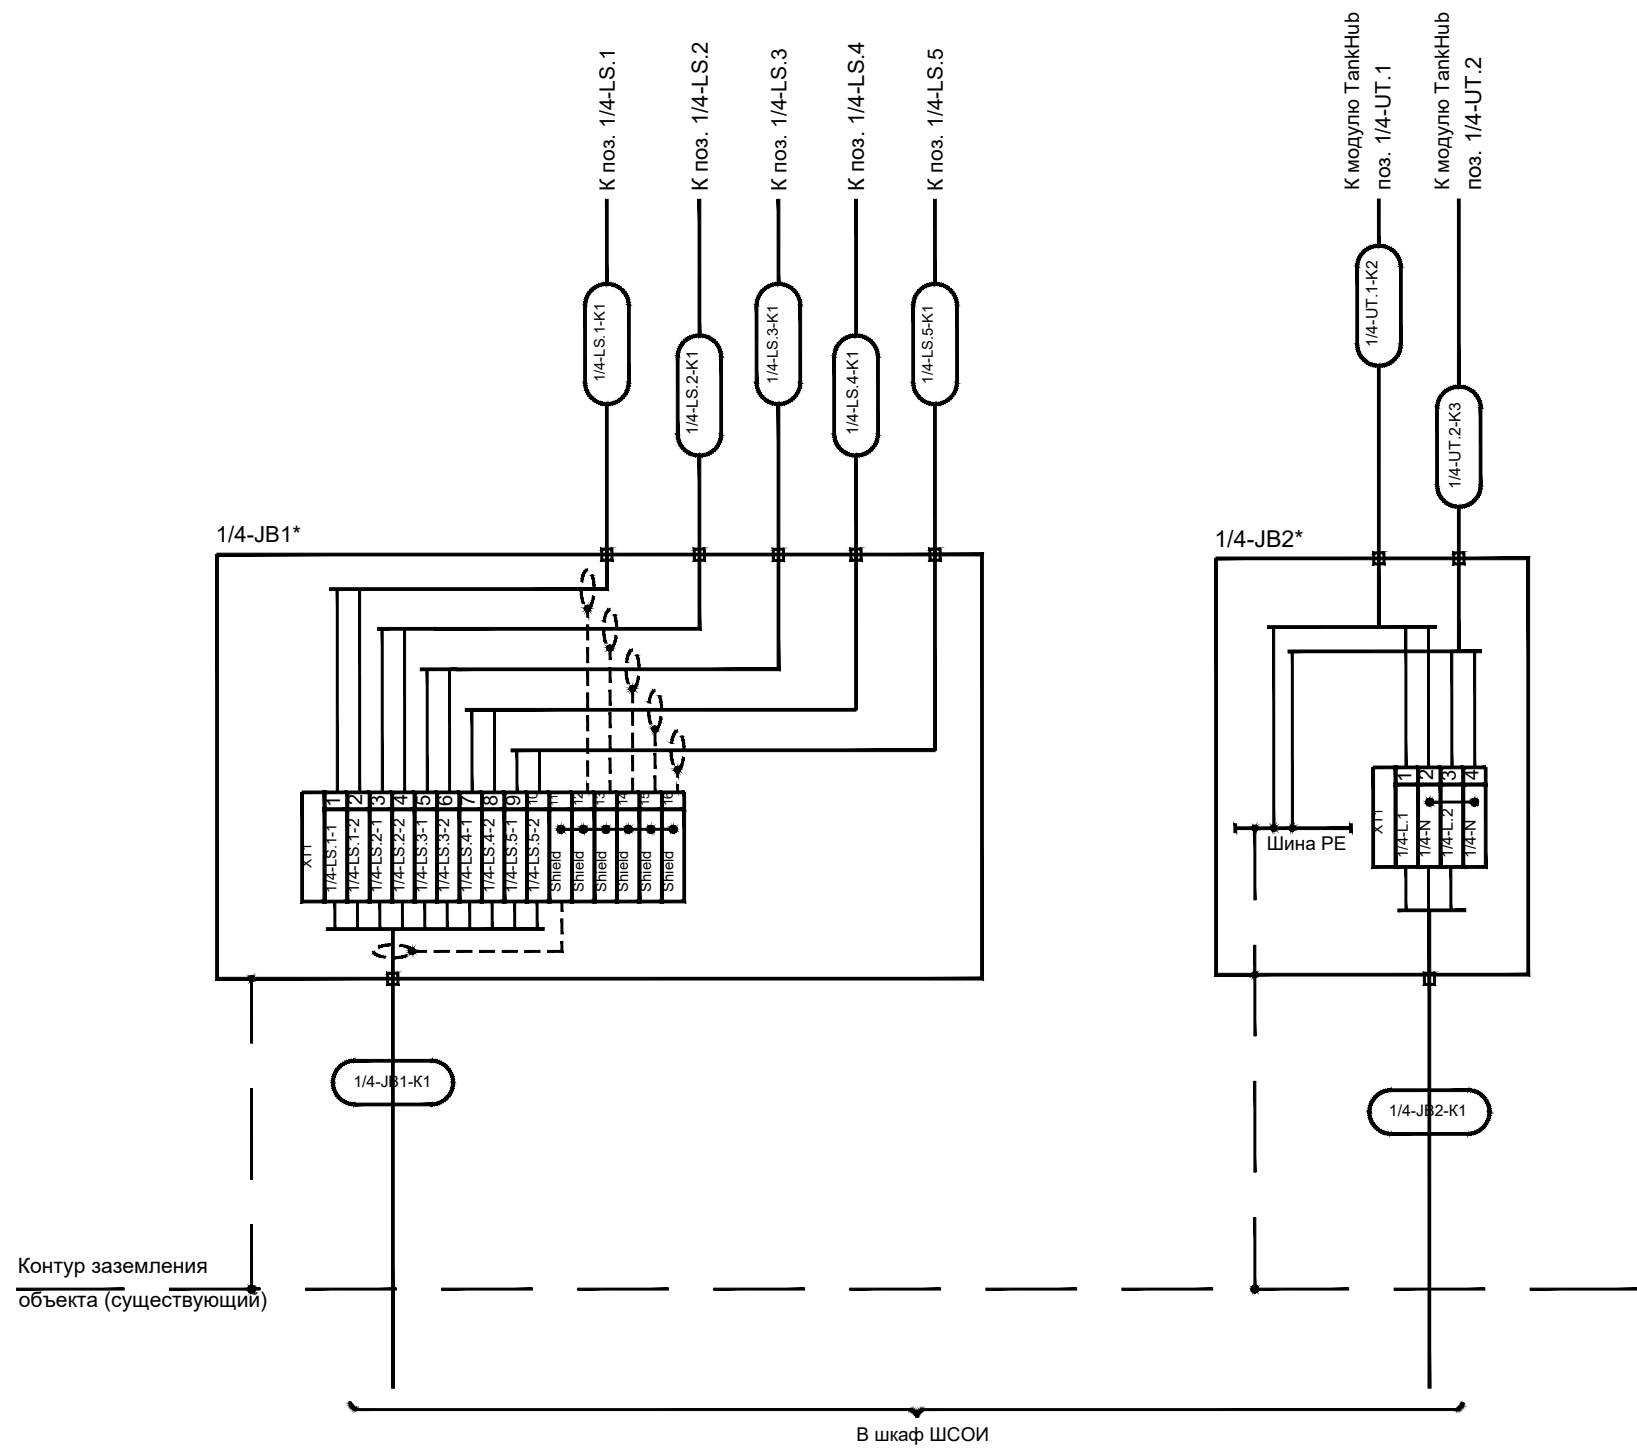 К поз. 1/4-LS.1
К поз. 1/4-LS.2
К поз. 1/4-LS.3
К поз. 1/4-LS.4
К поз. 1/4-LS.5
К модулю TankHub
поз. 1/4-UT.1
К модулю TankHub
поз. 1/4-UT.2
1/4-LS.1-K1
1/4-LS.2-K1
1/4-LS.3-K1
1/4-LS.4-K1
1/4-LS.5-K1
1/4-UT.1-K2
1/4-UT.2-K3
1/4-JB1*
1/4-JB2*
XT1
1
2
3
4
5
6
7
8
9
10
11
12
13
14
15
16
1/4-LS.1-1
1/4-LS.1-2
1/4-LS.2-1
1/4-LS.2-2
1/4-LS.3-1
1/4-LS.3-2
1/4-LS.4-1
1/4-LS.4-2
1/4-LS.5-1
1/4-LS.5-2
Shield
Shield
Shield
Shield
Shield
Shield
Шина PE
XT1
1
2
3
4
1/4-L.1
1/4-N
1/4-L.2
1/4-N
1/4-JB1-K1
1/4-JB2-K1
Контур заземления
объекта (существующий)
В шкаф ШСОИ